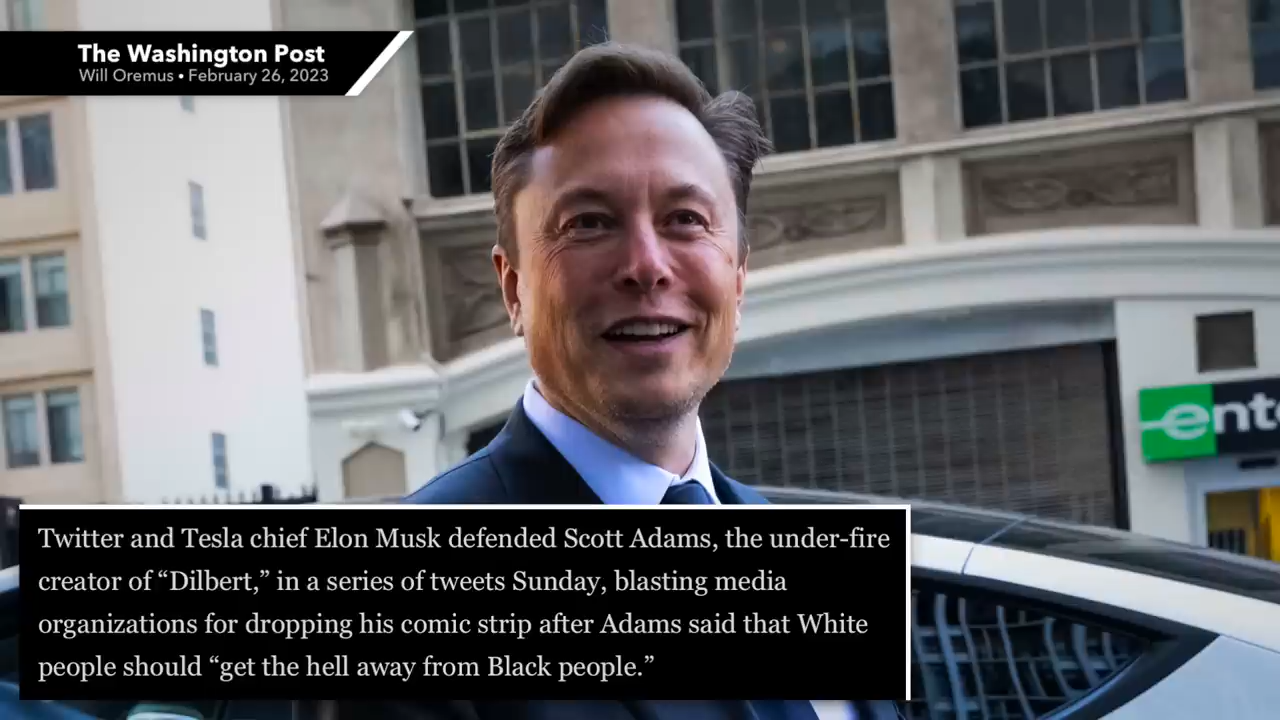 The Washington Post
Will Oremus • February 26, 2023
ent
Twitter and Tesla chief Elon Musk defended Scott Adams, the under-fire
creator of “Dilbert,” in a series of tweets Sunday, blasting media
organizations for dropping his comic strip after Adams said that White
people should “get the hell away from Black people.”